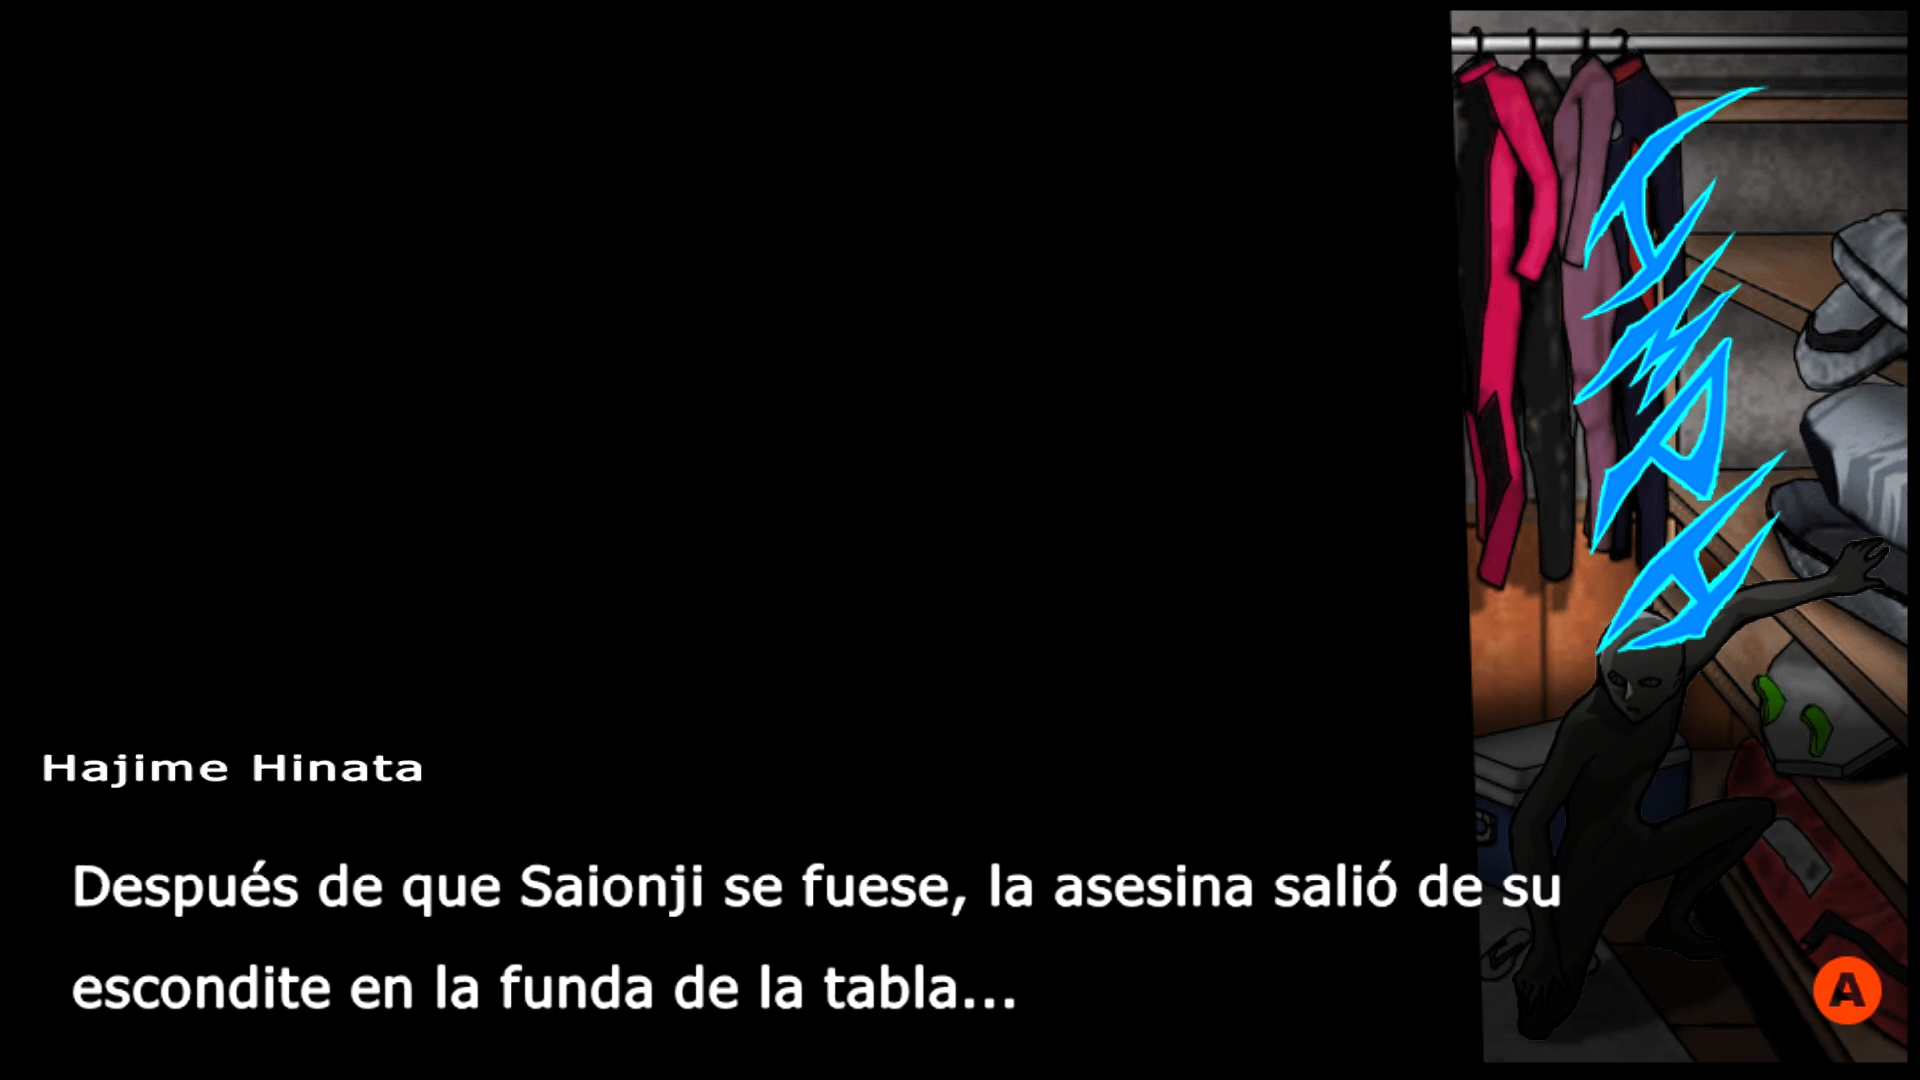 Hajime Hinata
Después de que Saionji se fuese, la asesina salió de su
escondite en la funda de la tabla...
A